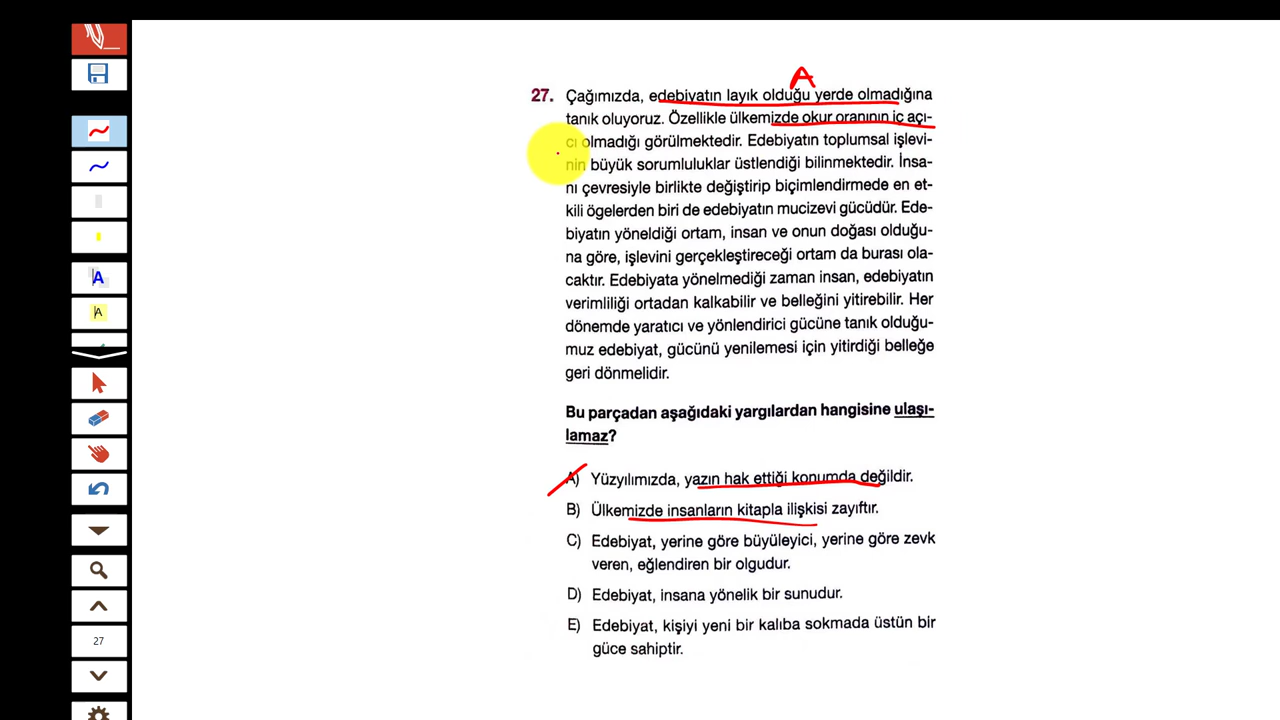 A
27. Çağımızda, edebiyatın layık olduğu yerde olmadığına
tanık oluyoruz. Özellikle ülkemizde okur oranının iç açı-
cı olmadığı görülmektedir. Edebiyatın toplumsal işlevi-
nin büyük sorumluluklar üstlendiği bilinmektedir. İnsa-
nı çevresiyle birlikte değiştirip biçimlendirmede en et-
kili ögelerden biri de edebiyatın mucizevi gücüdür. Ede-
biyatın yöneldiği ortam, insan ve onun doğası olduğu-
na göre, işlevini gerçekleştireceği ortam da burası ola-
caktır. Edebiyata yönelmediği zaman insan, edebiyatın
verimliliği ortadan kalkabilir ve belleğini yitirebilir. Her
dönemde yaratıcı ve yönlendirici gücüne tanık olduğu-
muz edebiyat, gücünü yenilemesi için yitirdiği belleğe
geri dönmelidir.
Bu parçadan aşağıdaki yargılardan hangisine ulaşı-
lamaz?
A) Yüzyılımızda, yazın hak ettiği konumda değildir.
B) Ülkemizde insanların kitapla ilişkisi zayıftır.
C) Edebiyat, yerine göre büyüleyici, yerine göre zevk
veren, eğlendiren bir olgudur.
D) Edebiyat, insana yönelik bir sunudur.
E) Edebiyat, kişiyi yeni bir kalıba sokmada üstün bir
güce sahiptir.
A
A
27